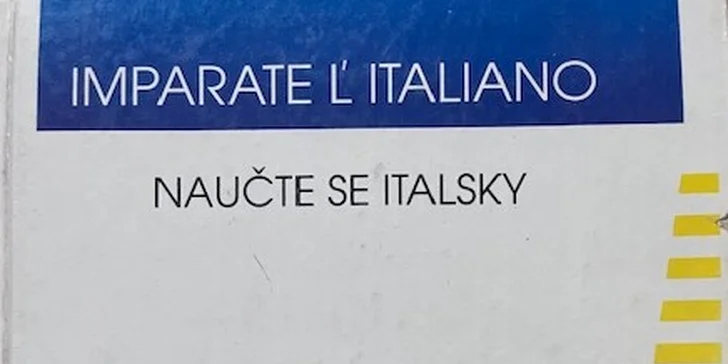 IMPARATE Ľ ITALIANO
NAUČTE SE ITALSKY